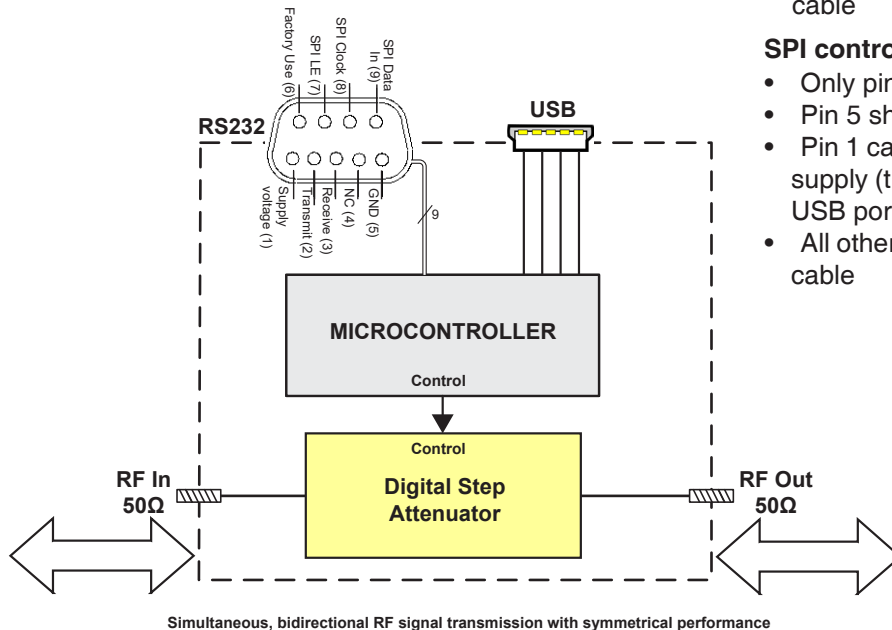 cable
SPI contro
• Only pin
• Pin 5 sh
• Pin 1 ca
supply (t
USB por
• All other
cable
Factory Use (6)
SPI LE (7)
SPI Clock (8)
SPI Data
In (9)
RS232
USB
Supply
voltage (1)
Transmit (2)
Receive (3)
NC (4)
GND (5)
9
MICROCONTROLLER
Control
Control
Digital Step
Attenuator
RF In
50Ω
RF Out
50Ω
Simultaneous, bidirectional RF signal transmission with symmetrical performance